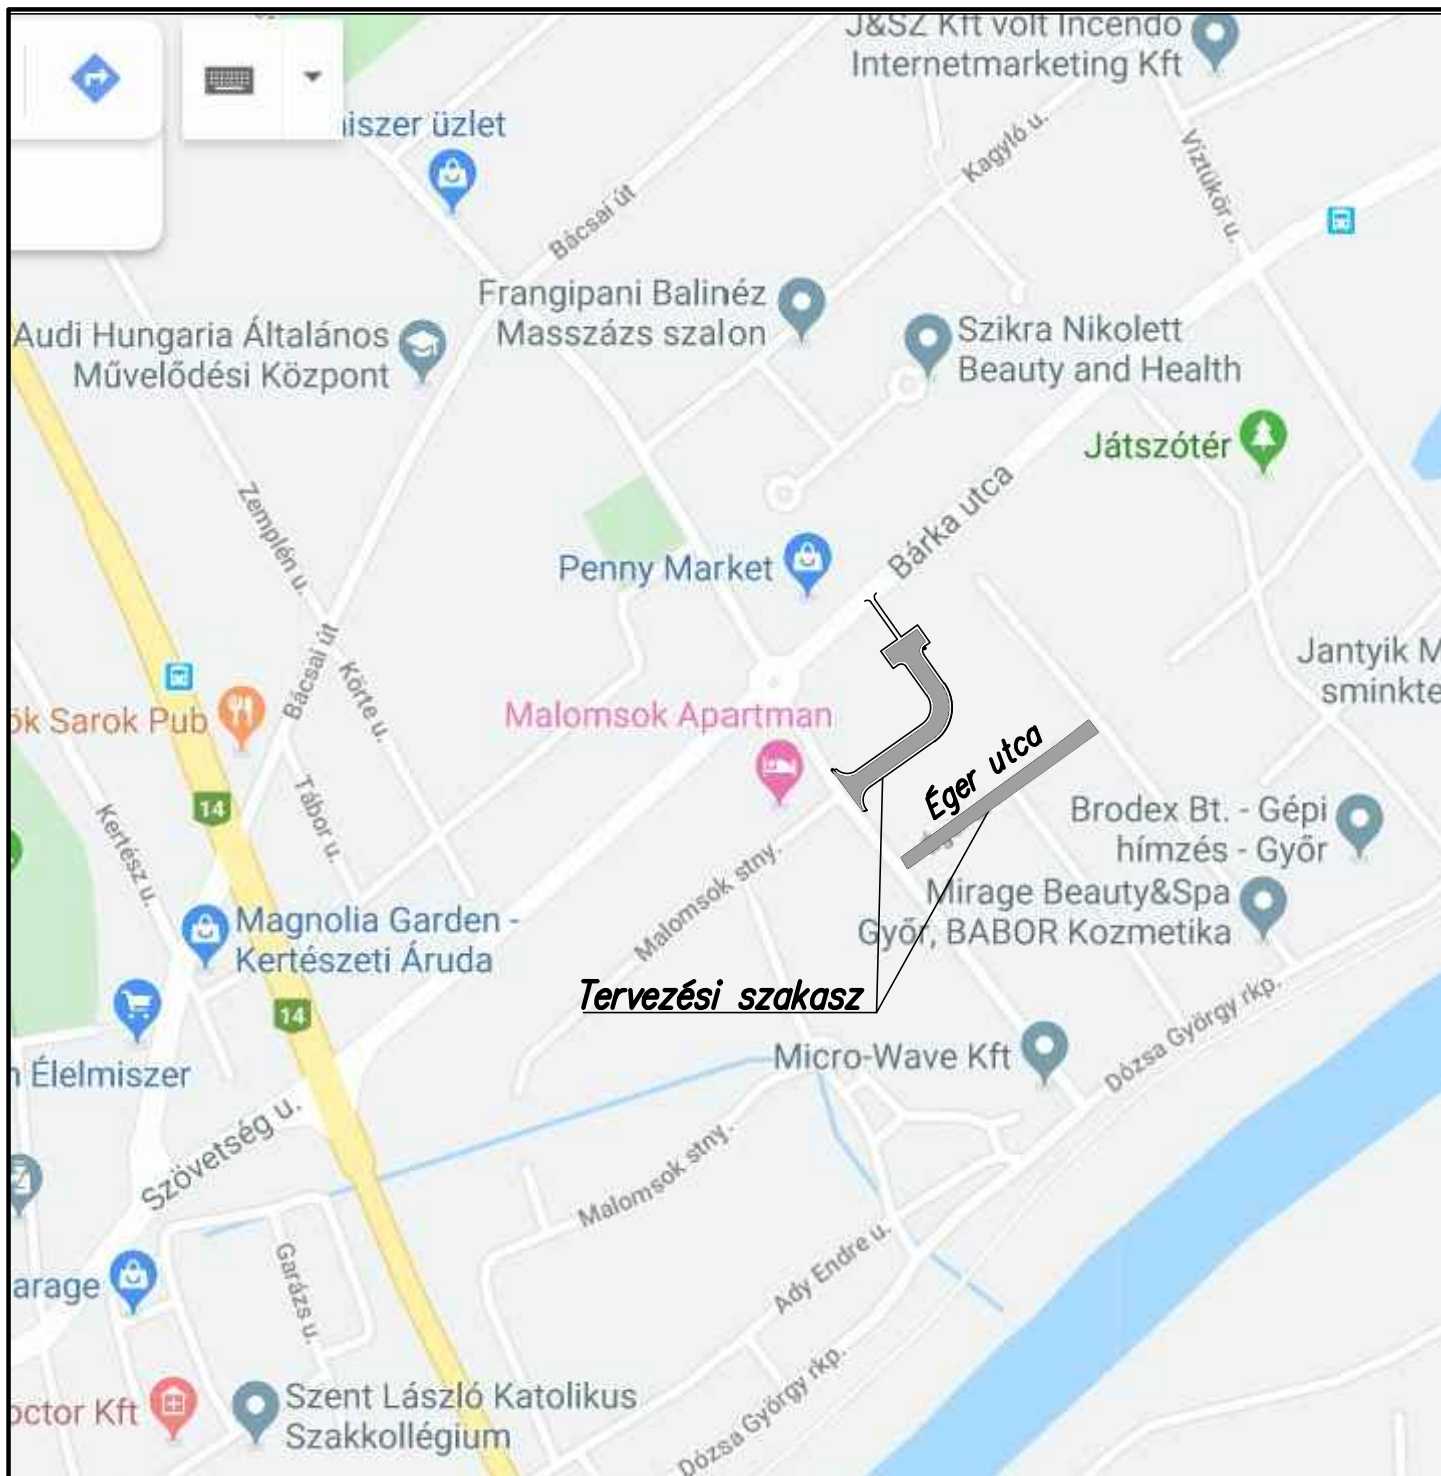 J&SZ Kft volt Incendo
Internetmarketing Kft
iszer üzlet
Kagyló u.
Víztükör u.
Bácsai út
Frangipani Balinéz
Masszázs szalon
Audi Hungaria Általános
Művelődési Központ
Szikra Nikolett
Beauty and Health
Játszótér
Zemplén u.
Bárka utca
Penny Market
Bácsai út
Körte u.
Jantyik M
sminkte
ök Sarok Pub
Malomsok Apartman
Éger utca
14
Tábor u.
Kertész u.
Brodex Bt. - Gépi
hímzés - Győr
Malomsok stny.
Mirage Beauty&Spa
Győr, BABOR Kozmetika
Magnolia Garden -
Kertészeti Áruda
Tervezési szakasz
14
Dózsa György rkp.
Micro-Wave Kft
Élelmiszer
Szövetség u.
Malomsok stny.
Garázs u.
Ady Endre u.
arage
Dózsa György rkp.
octor Kft
Szent László Katolikus
Szakkollégium